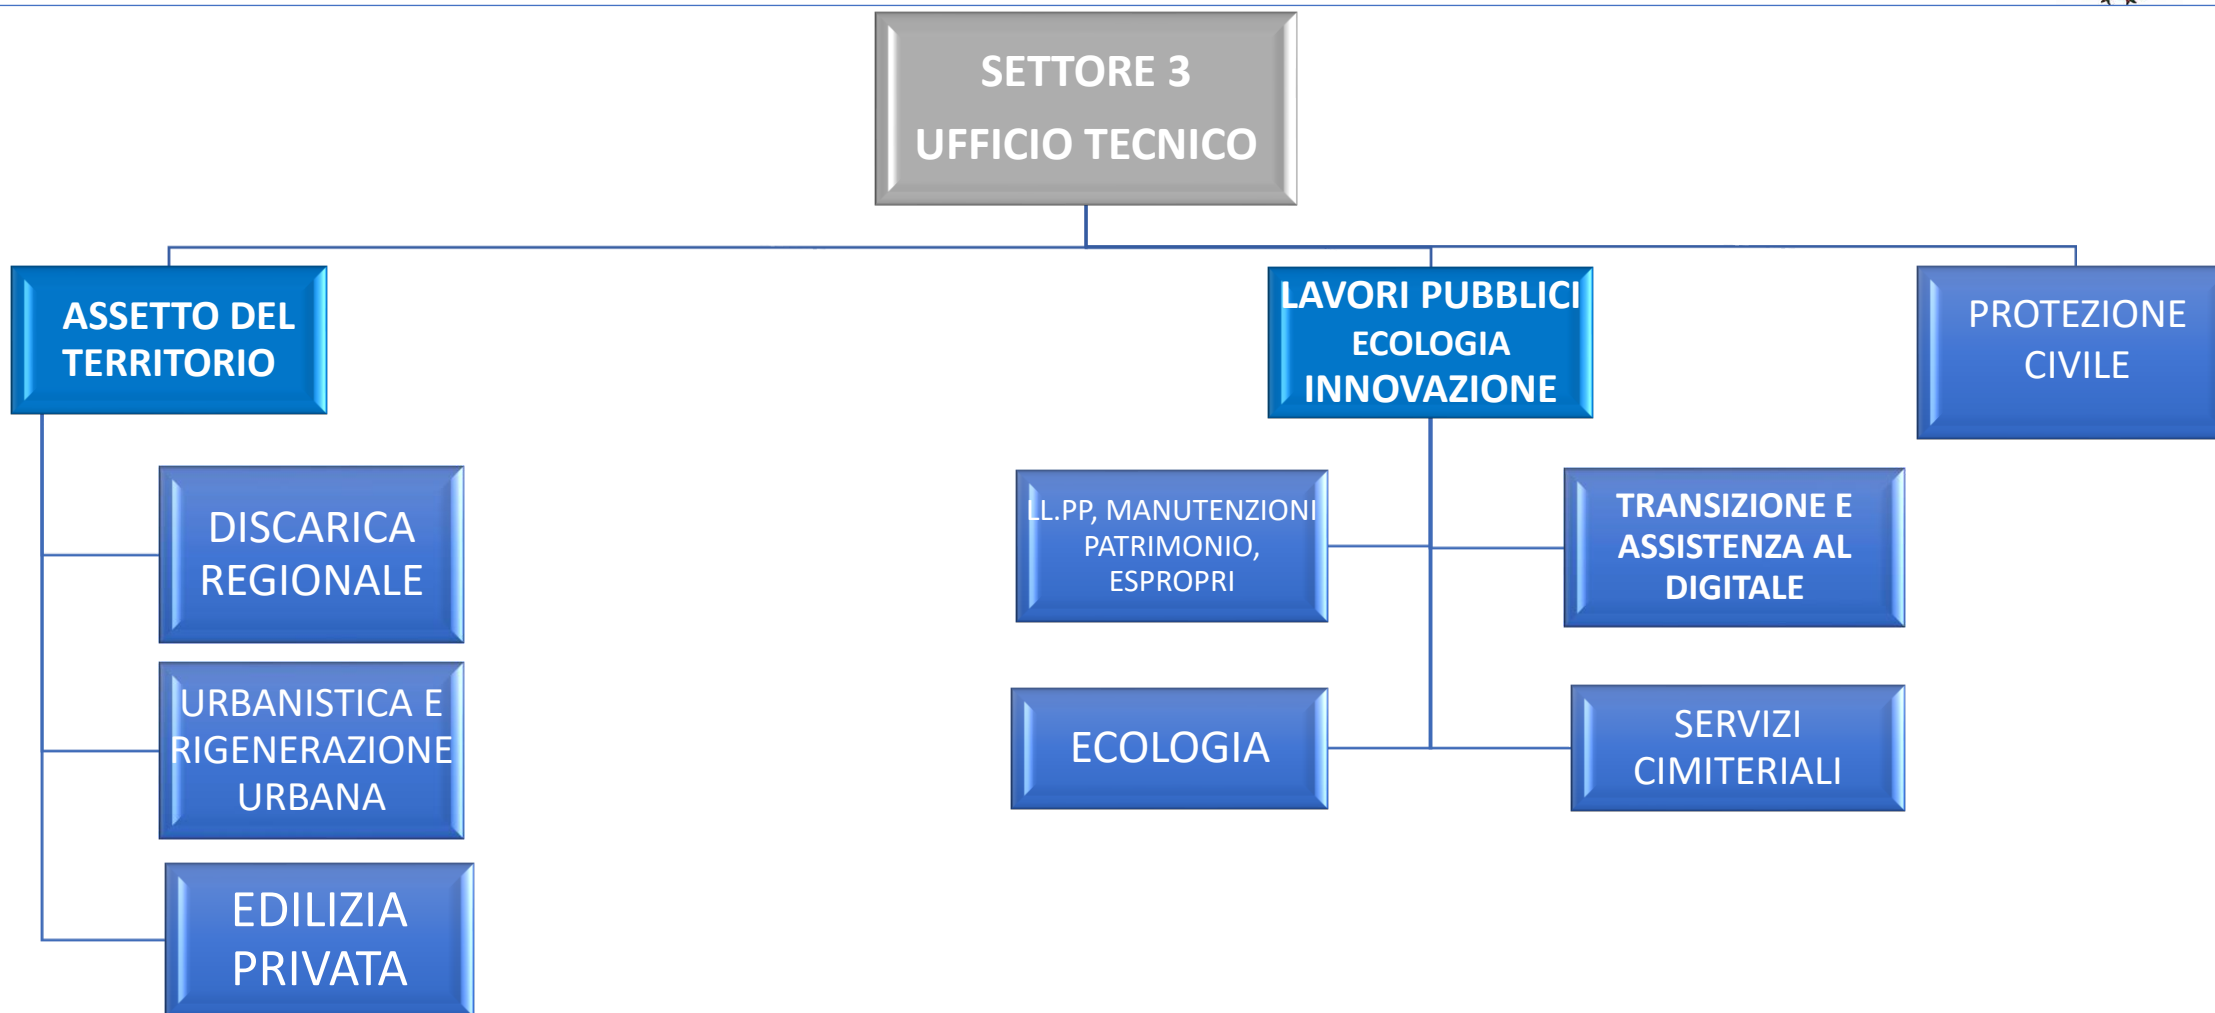 SETTORE 3
UFFICIO TECNICO
ASSETTO DEL
TERRITORIO
LAVORI PUBBLICI
ECOLOGIA
INNOVAZIONE
PROTEZIONE
CIVILE
DISCARICA
REGIONALE
LL.PP, MANUTENZIONI
PATRIMONIO,
ESPROPRI
TRANSIZIONE E
ASSISTENZA AL
DIGITALE
URBANISTICA E
RIGENERAZIONE
URBANA
ECOLOGIA
SERVIZI
CIMITERIALI
EDILIZIA
PRIVATA